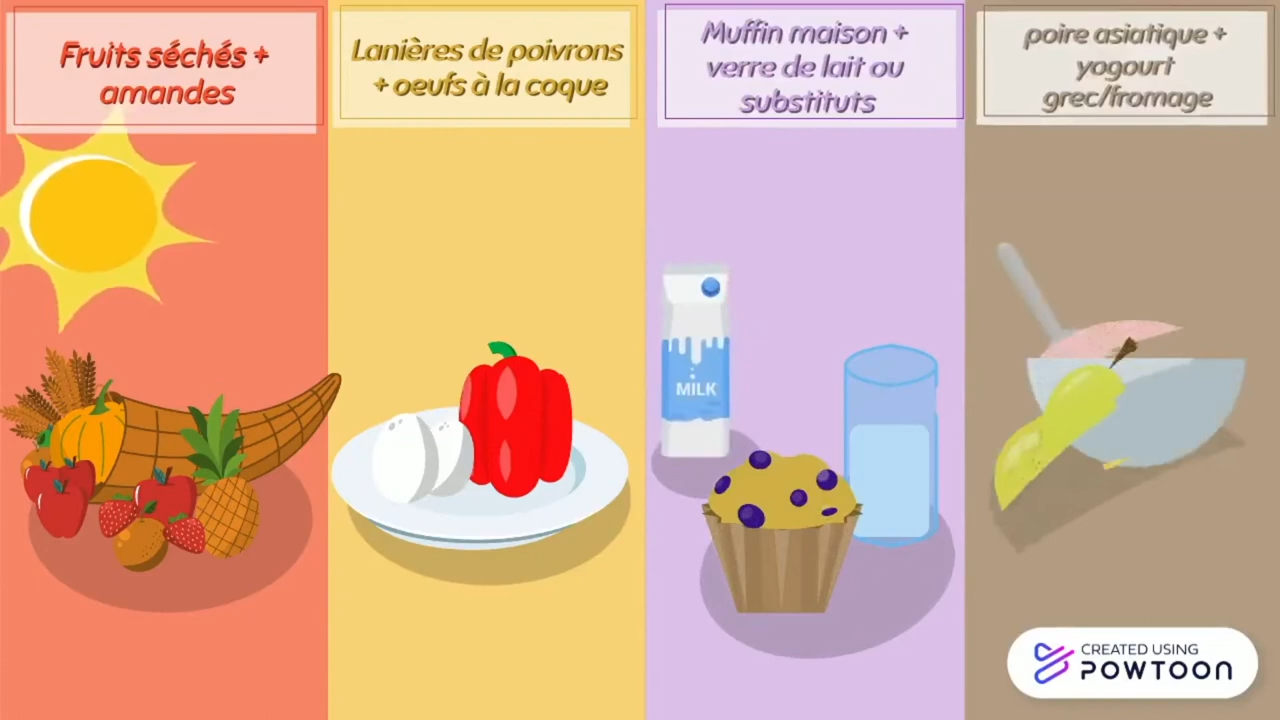 Fruits séchés +
amandes
Lanières de poivrons
+ oeufs à la coque
Muffin maison +
verre de lait ou
substituts
poire asiatique +
yogourt
grec/fromage
MILK
CREATED USING
POWTOON